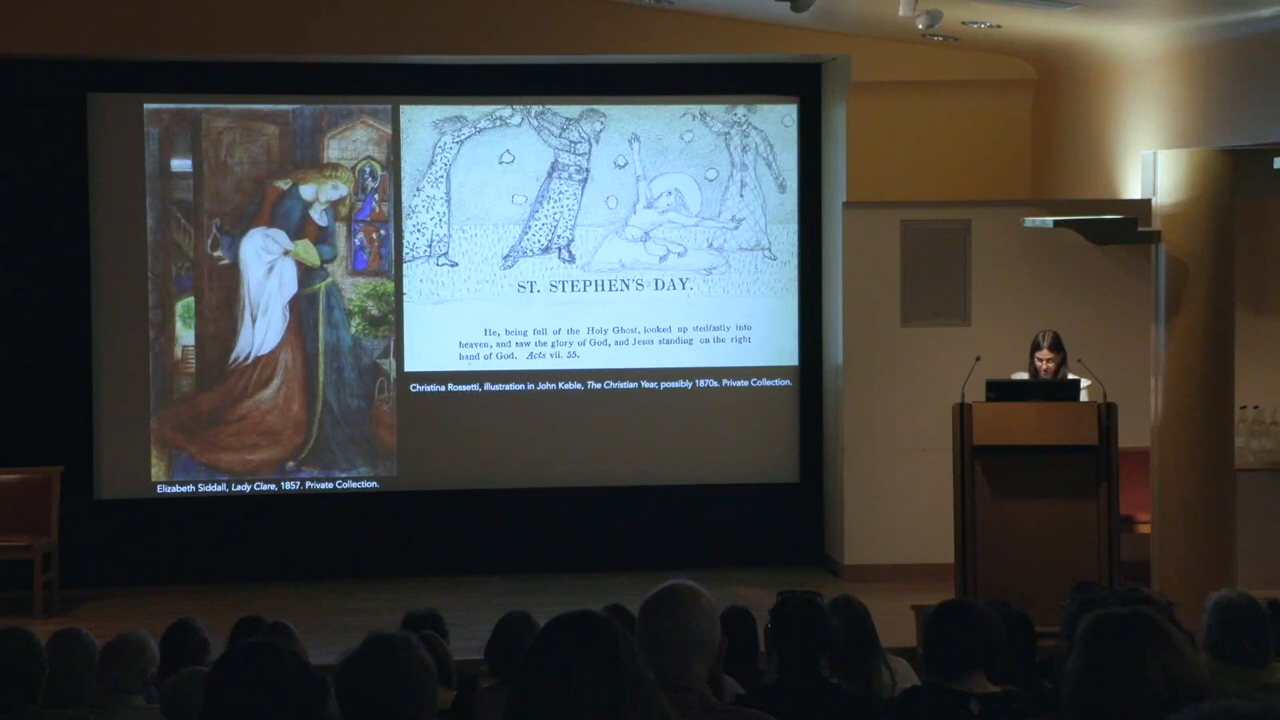 ST. STEPHEN'S DAY.
He, being full of the Holy Ghost, looked up stedfastly into
heaven, and saw the glory of God, and Jesus standing on the right
hand of God. Acts vii. 55.
Christina Rossetti, illustration in John Keble, The Christian Year, possibly 1870s. Private Collection.
Elizabeth Siddall, Lady Clare, 1857. Private Collection.